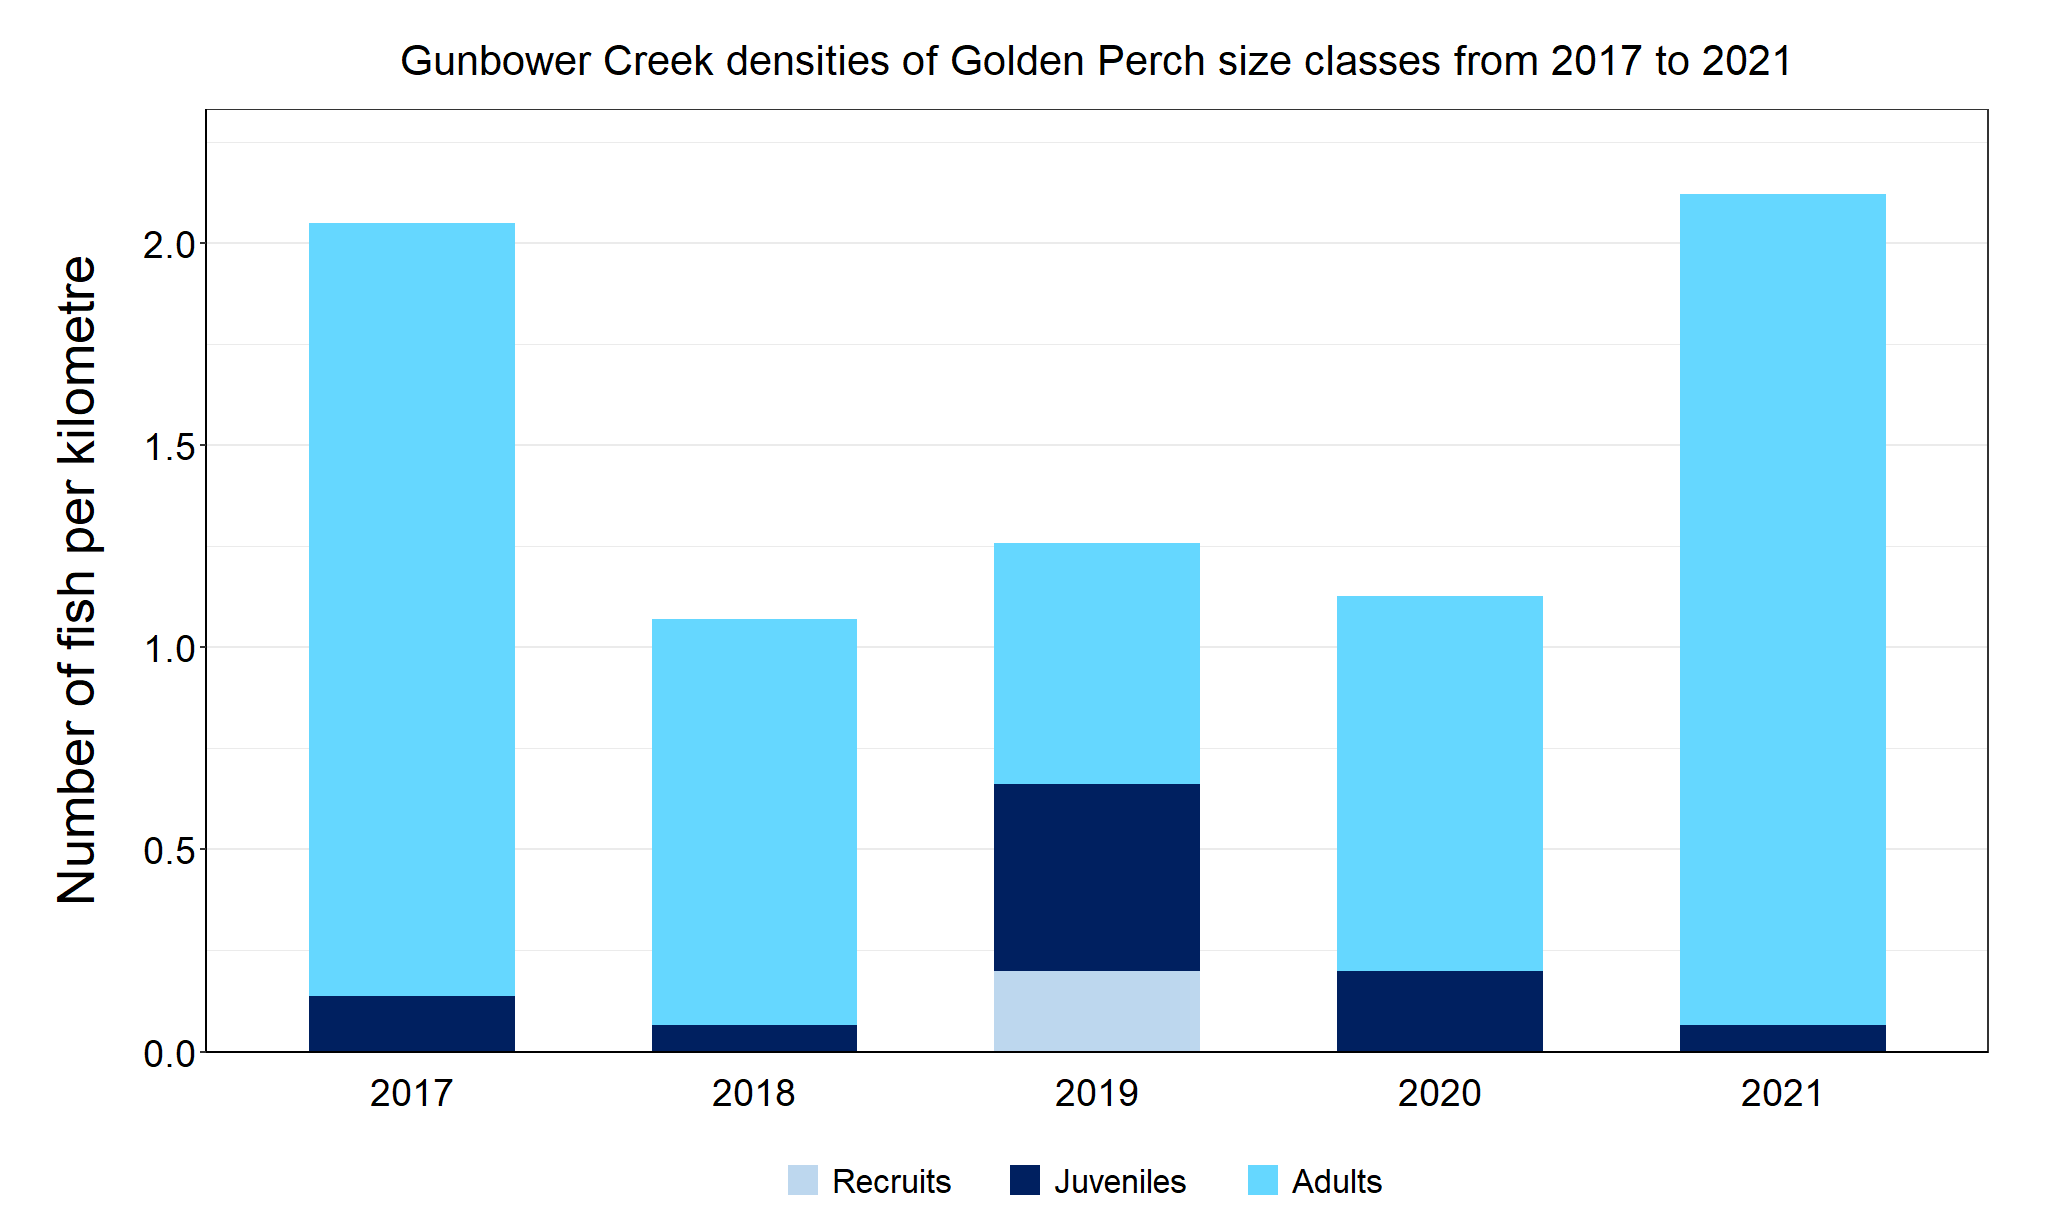 Gunbower Creek densities of Golden Perch size classes from 2017 to 2021
Number of fish per kilometre
2.0
1.5
1.0
0.5
0.0
2017 2018 2019 2020 2021
Recruits Juveniles Adults